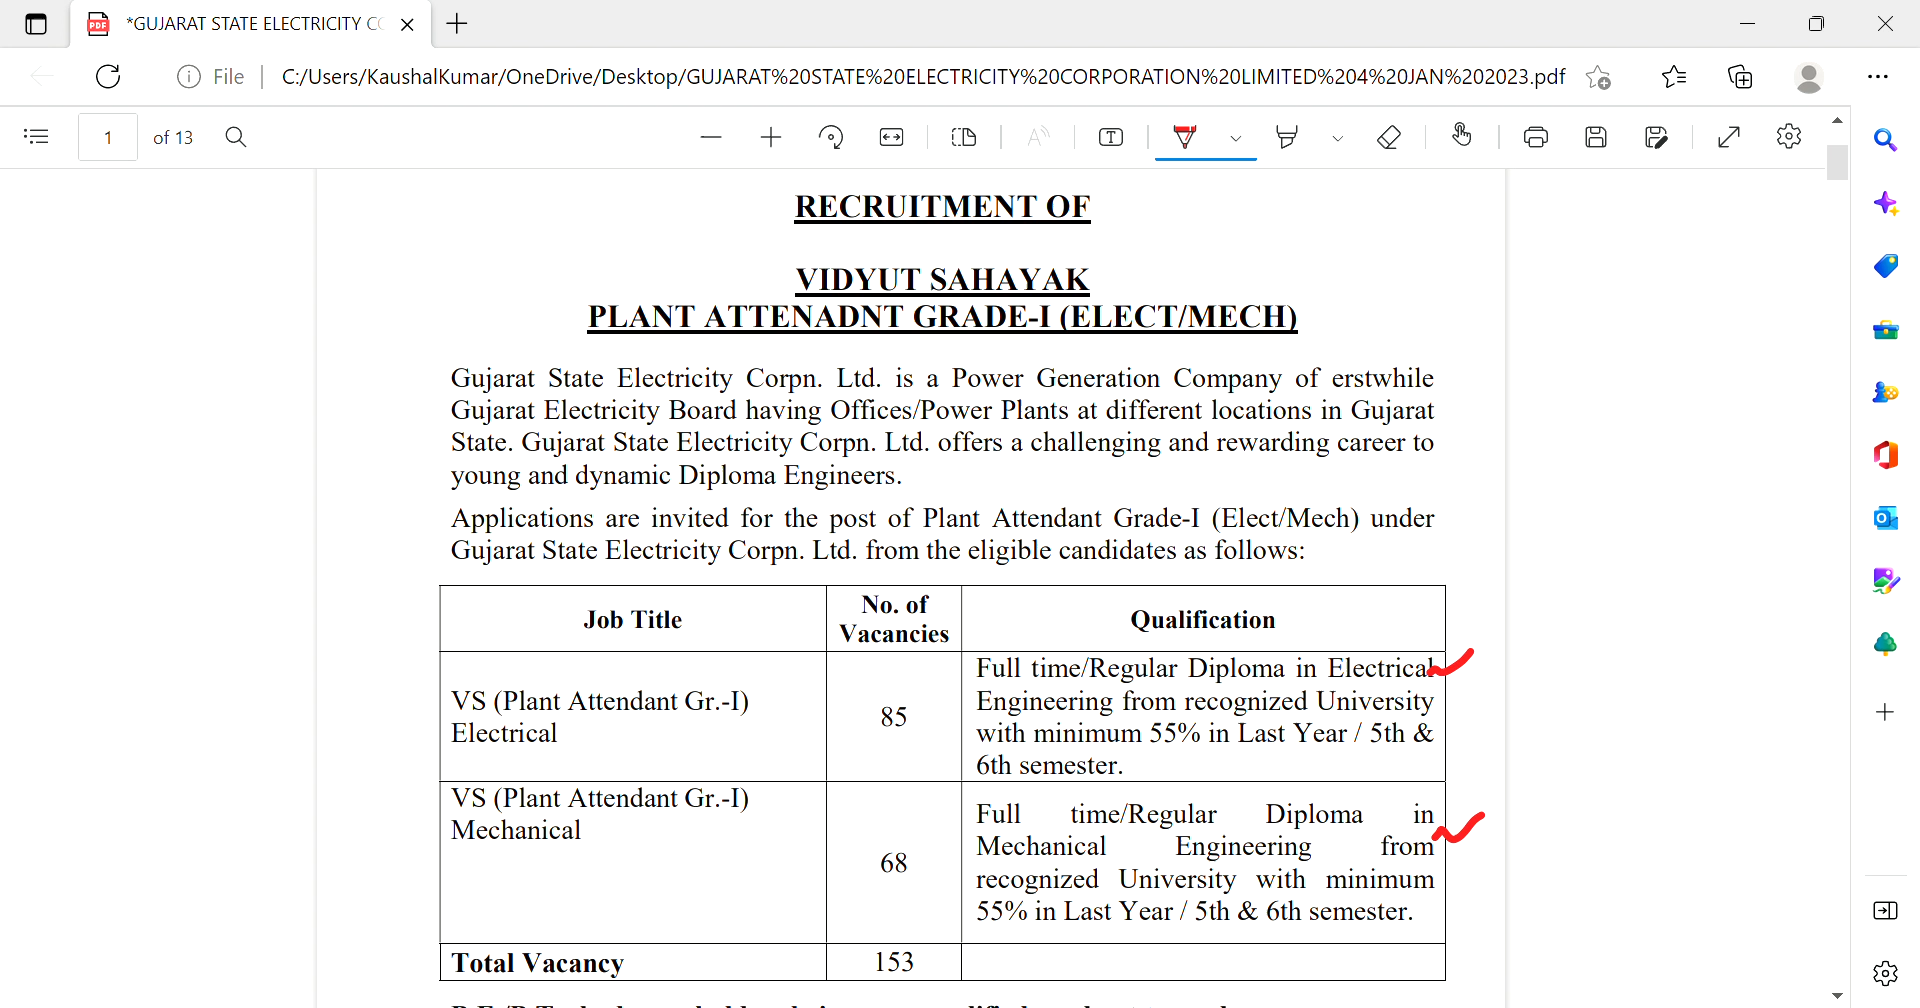 *GUJARAT STATE ELECTRICITY CO
File
C:/Users/KaushalKumar/OneDrive/Desktop/GUJARAT%20STATE%20ELECTRICITY%20CORPORATION%20LIMITED%204%20JAN%202023.pdf
1 of 13
RECRUITMENT OF
VIDYUT SAHAYAK
PLANT ATTENADNT GRADE-I (ELECT/MECH)
Gujarat State Electricity Corpn. Ltd. is a Power Generation Company of erstwhile
Gujarat Electricity Board having Offices/Power Plants at different locations in Gujarat
State. Gujarat State Electricity Corpn. Ltd. offers a challenging and rewarding career to
young and dynamic Diploma Engineers.
Applications are invited for the post of Plant Attendant Grade-I (Elect/Mech) under
Gujarat State Electricity Corpn. Ltd. from the eligible candidates as follows:
Job Title
No. of
Vacancies
Qualification
VS (Plant Attendant Gr.-I)
Electrical
85
Full time/Regular Diploma in Electrical
Engineering from recognized University
with minimum 55% in Last Year / 5th &
6th semester.
VS (Plant Attendant Gr.-I)
Mechanical
68
Full time/Regular Diploma in
Mechanical Engineering from
recognized University with minimum
55% in Last Year / 5th & 6th semester.
Total Vacancy
153